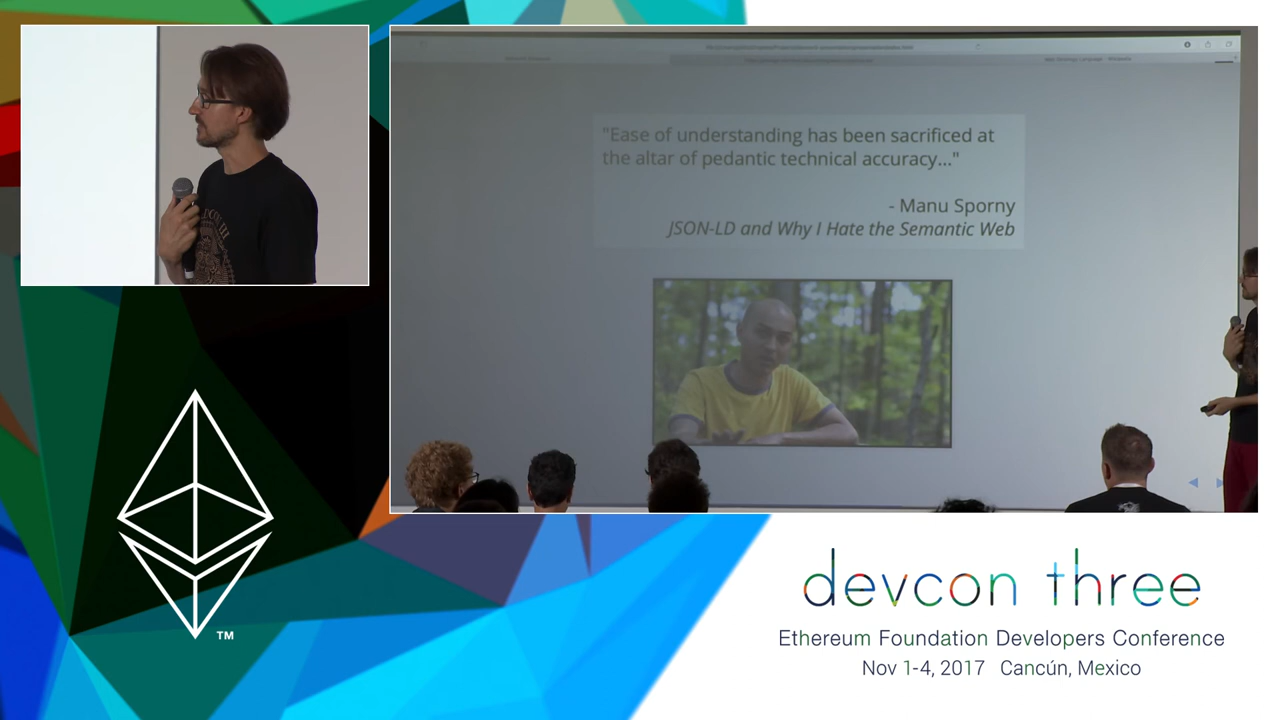 "Ease of understanding has been sacrificed at
the altar of pedantic technical accuracy..."
- Manu Sporny
JSON-LD and Why I Hate the Semantic Web
TM
devcon three
Ethereum Foundation Developers Conference
Nov 1-4, 2017 Cancún, Mexico